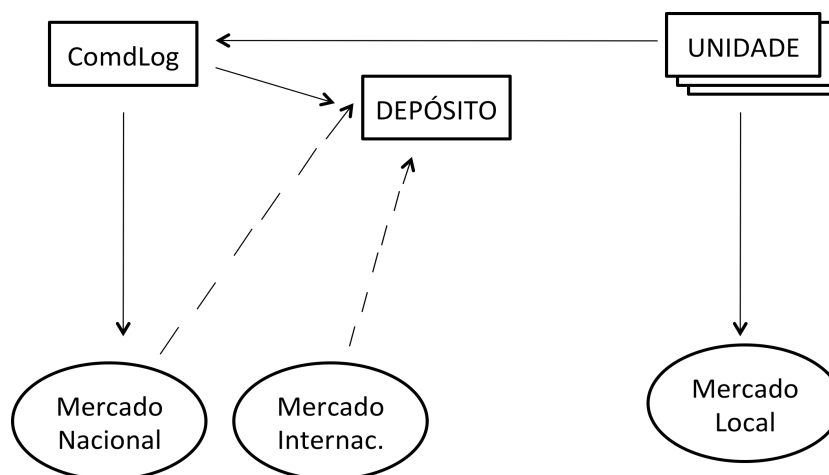 ComdLog
UNIDADE
DEPÓSITO
Mercado
Nacional
Mercado
Internac.
Mercado
Local